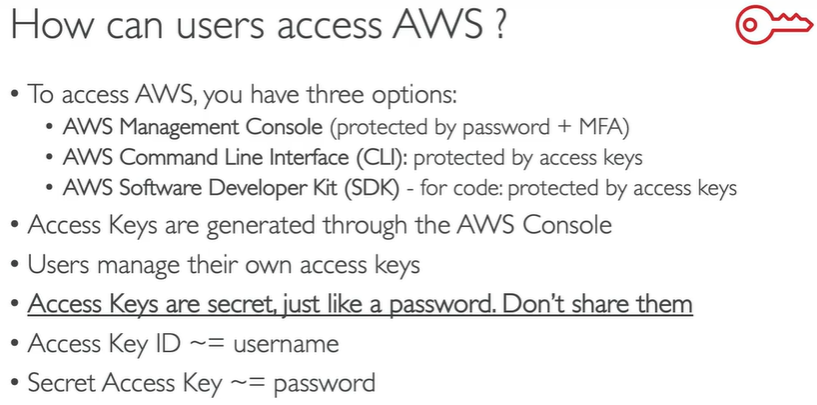 How can users access AWS ?
• To access AWS, you have three options:
• AWS Management Console (protected by password + MFA)
• AWS Command Line Interface (CLI): protected by access keys
• AWS Software Developer Kit (SDK) - for code: protected by access keys
• Access Keys are generated through the AWS Console
• Users manage their own access keys
• Access Keys are secret, just like a password. Don't share them
• Access Key ID ~= username
• Secret Access Key ~= password